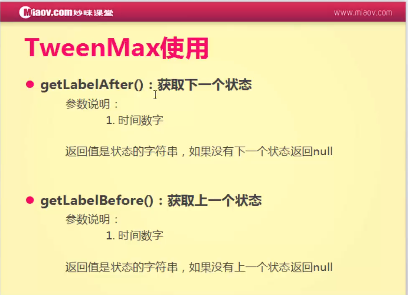 Miaov.com 妙味课堂
www.miaov.com
TweenMax使用
getLabelAfter()：获取下一个状态
参数说明：
1. 时间数字
返回值是状态的字符串，如果没有下一个状态返回null
getLabelBefore()：获取上一个状态
参数说明：
1. 时间数字
返回值是状态的字符串，如果没有上一个状态返回null